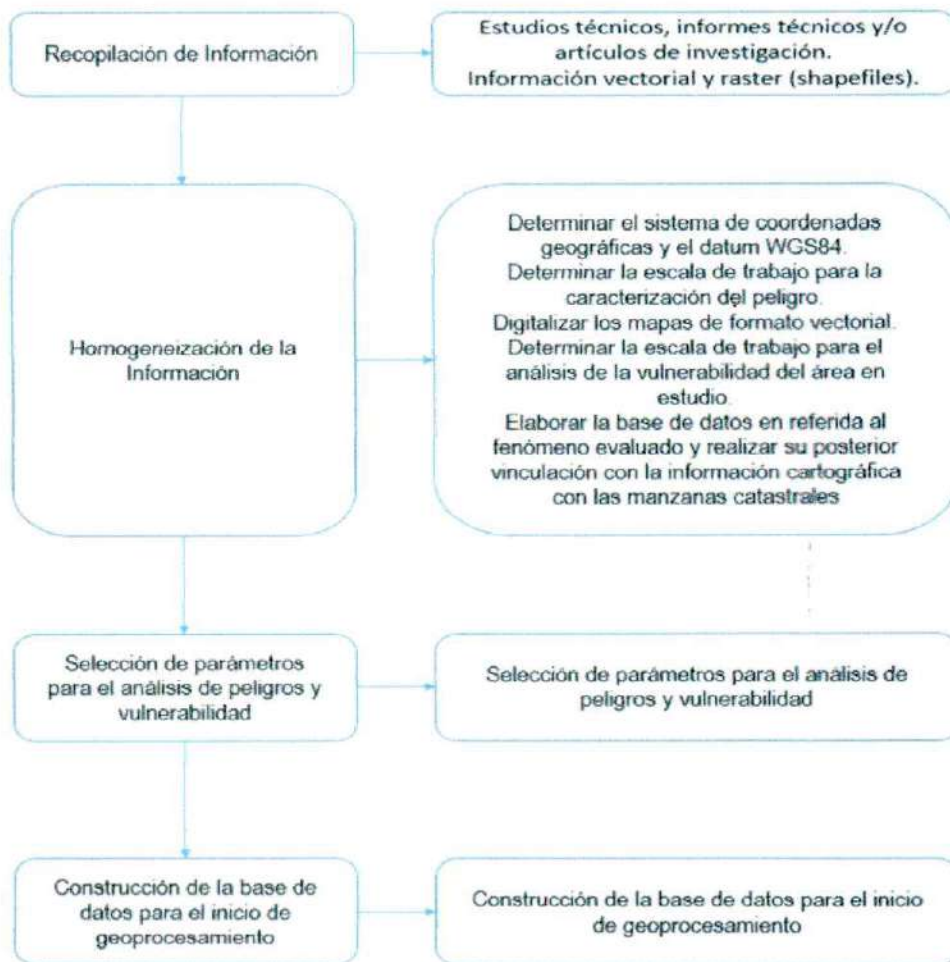 Recopilación de Información
Estudios técnicos, informes técnicos y/o
artículos de investigación.
Información vectorial y raster (shapefiles).
Homogeneización de la
Información
Determinar el sistema de coordenadas
geográficas y el datum WGS84.
Determinar la escala de trabajo para la
caracterización del peligro.
Digitalizar los mapas de formato vectorial.
Determinar la escala de trabajo para el
análisis de la vulnerabilidad del área en
estudio.
Elaborar la base de datos en referida al
fenómeno evaluado y realizar su posterior
vinculación con la información cartográfica
con las manzanas catastrales
Selección de parámetros
para el análisis de peligros y
vulnerabilidad
Selección de parámetros para el análisis de
peligros y vulnerabilidad
Construcción de la base de
datos para el inicio de
geoprocesamiento
Construcción de la base de datos para el inicio
de geoprocesamiento